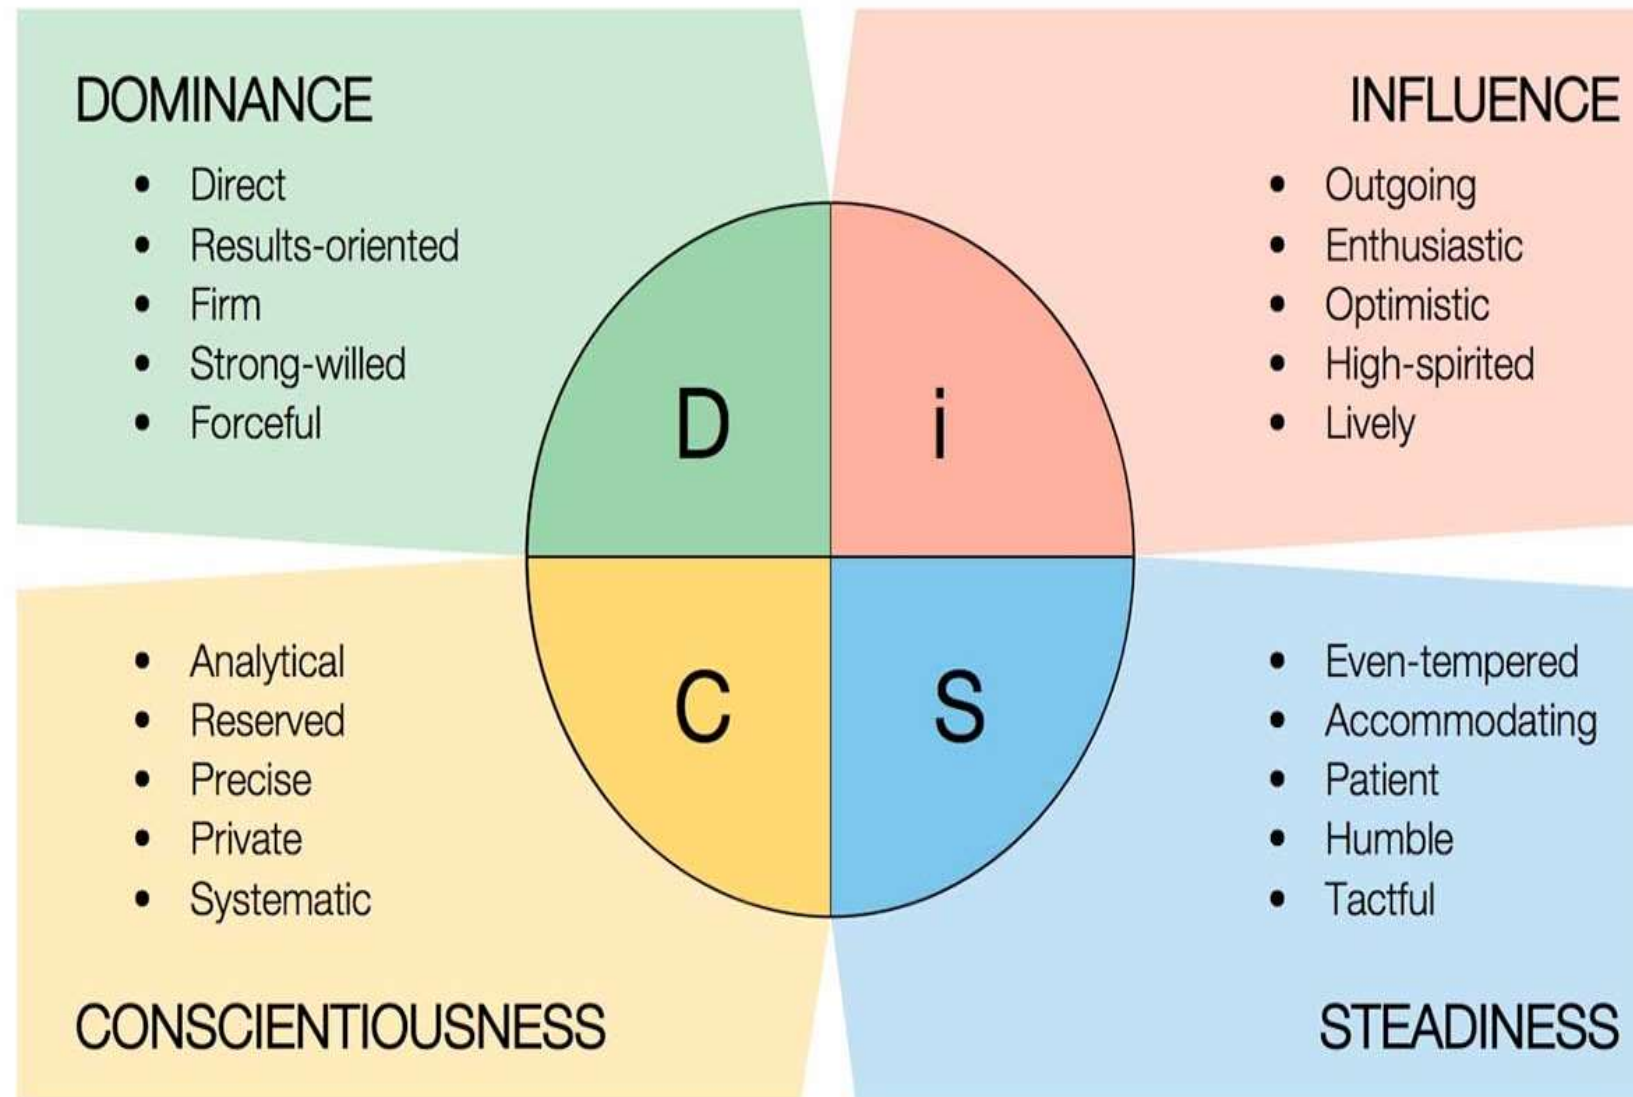 DOMINANCE
• Direct
• Results-oriented
• Firm
• Strong-willed
• Forceful
INFLUENCE
• Outgoing
• Enthusiastic
• Optimistic
• High-spirited
• Lively
D
i
C
S
• Analytical
• Reserved
• Precise
• Private
• Systematic
CONSCIENTIOUSNESS
• Even-tempered
• Accommodating
• Patient
• Humble
• Tactful
STEADINESS